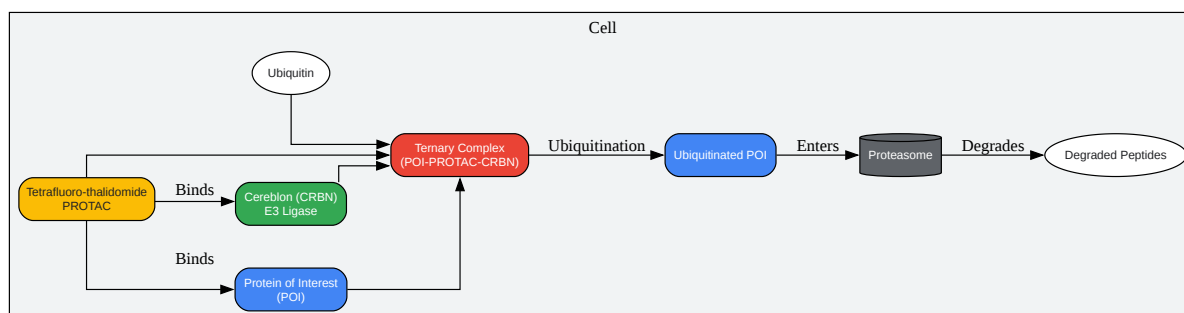 Cell
Ubiquitin
Ternary Complex
(POI-PROTAC-CRBN)
Ubiquitination
Ubiquitinated POI
Enters
Proteasome
Degrades
Degraded Peptides
Tetrafluoro-thalidomide
PROTAC
Binds
Cereblon (CRBN)
E3 Ligase
Binds
Protein of Interest
(POI)